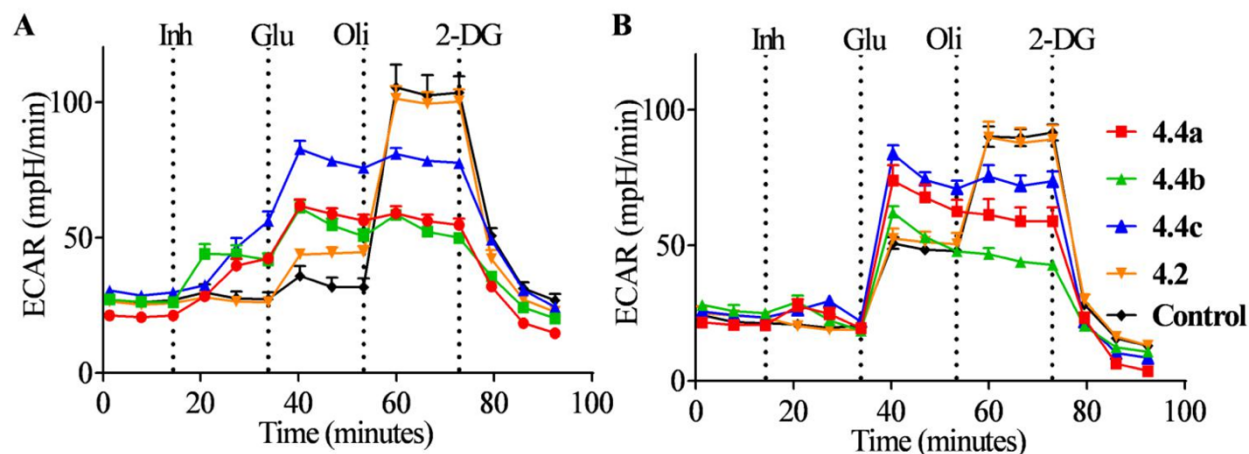 A
Inh Glu Oli 2-DG
ECAR (mpH/min)
100
50
0
0 20 40 60 80 100
Time (minutes)
B
Inh Glu Oli 2-DG
ECAR (mpH/min)
100
50
0
0 20 40 60 80 100
Time (minutes)
4.4a
4.4b
4.4c
4.2
Control